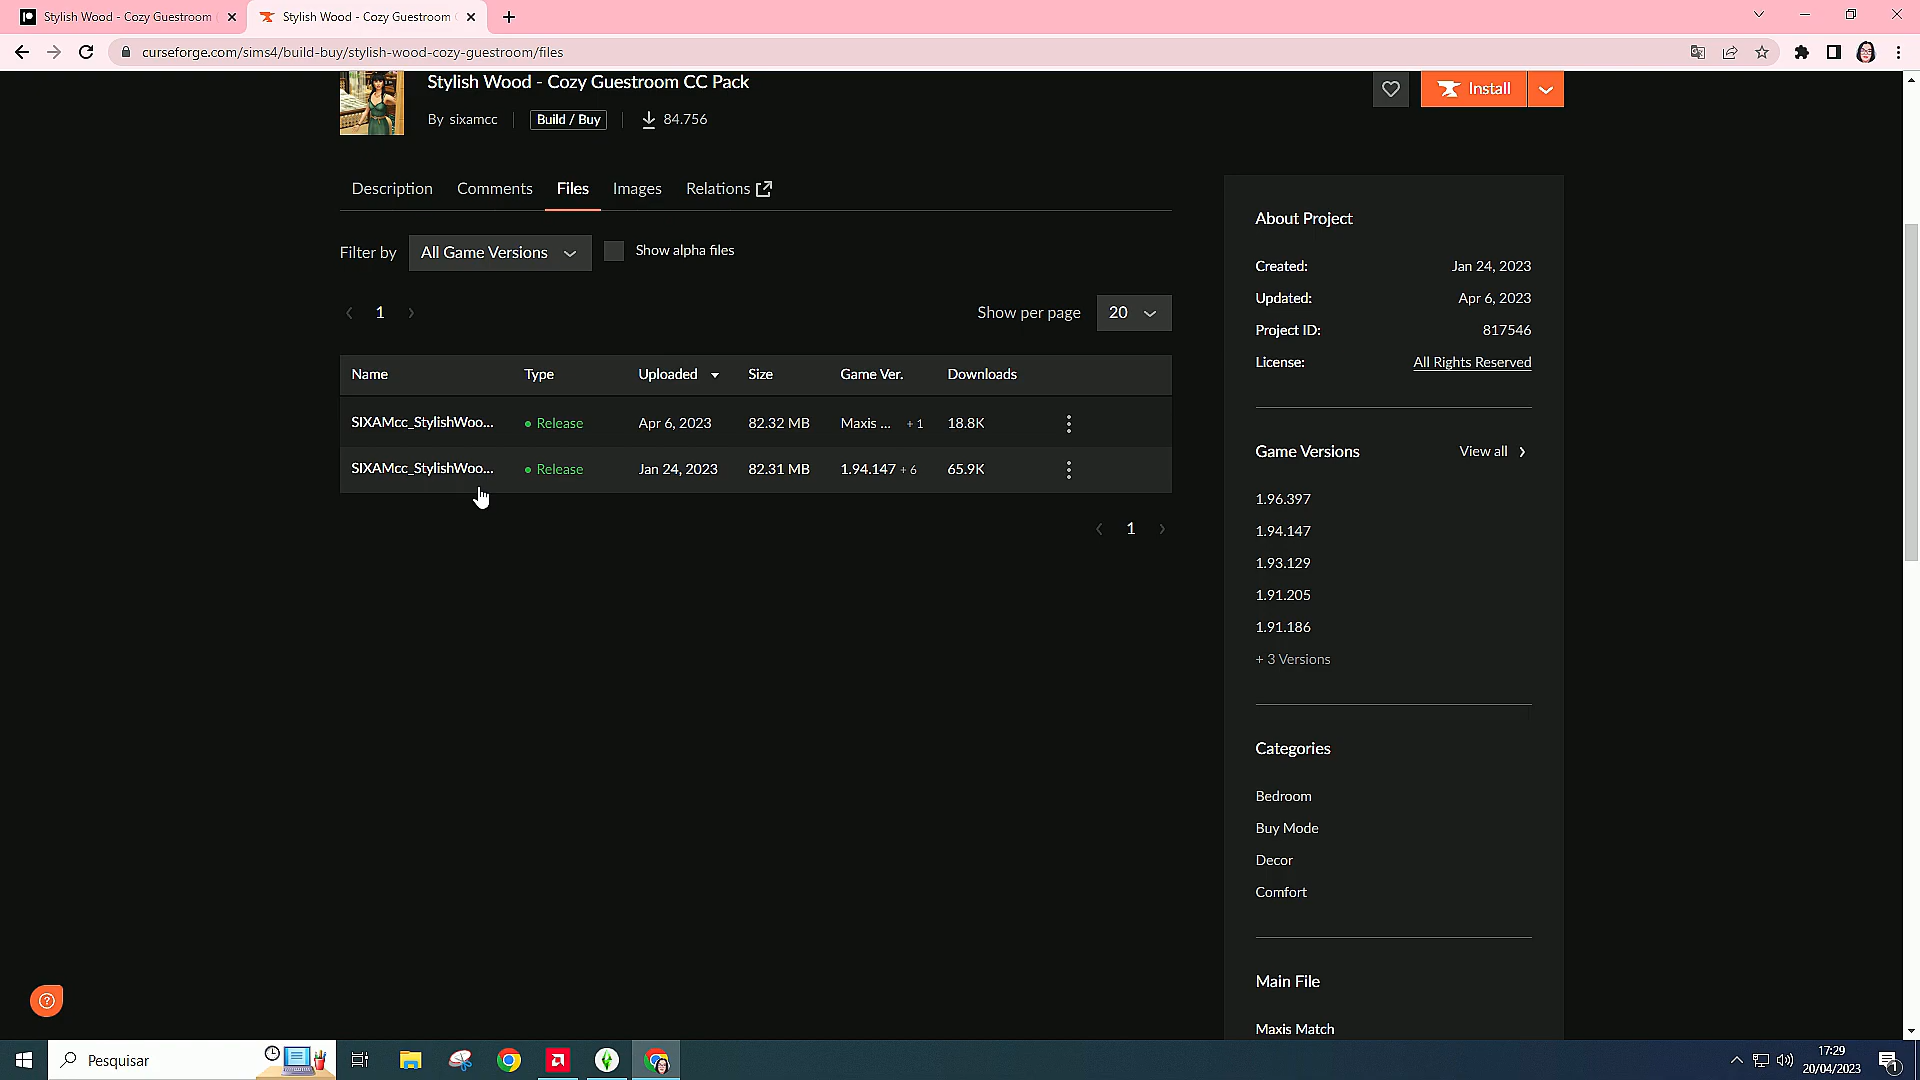 Stylish Wood - Cozy Guestroom
Stylish Wood - Cozy Guestroom C
curseforge.com/sims4/build-buy/stylish-wood-cozy-guestroom/files
Stylish Wood - Cozy Guestroom CC Pack
By sixamcc
Build / Buy
84.756
Install
Description
Comments
Files
Images
Relations
Filter by
All Game Versions
Show alpha files
1
Show per page
20
Name Type Uploaded Size Game Ver. Downloads
SIXAMcc_StylishWoo... Release Apr 6, 2023 82.32 MB Maxis ... + 1 18.8K
SIXAMcc_StylishWoo... Release Jan 24, 2023 82.31 MB 1.94.147 + 6 65.9K
1
About Project
Created: Jan 24, 2023
Updated: Apr 6, 2023
Project ID: 817546
License: All Rights Reserved
Game Versions View all
1.96.397
1.94.147
1.93.129
1.91.205
1.91.186
+ 3 Versions
Categories
Bedroom
Buy Mode
Decor
Comfort
Main File
Maxis Match
Pesquisar
17:29
20/04/2023
1